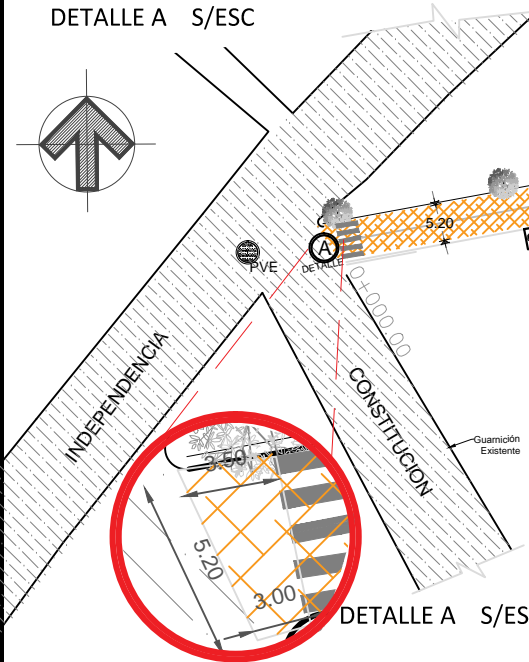 DETALLE A S/ESC
5.20
A
DETALLE
PVE
0+000.00
INDEPENDENCIA
CONSTITUCION
Guarnición
Existente
3.50
5.20
3.00
DETALLE A S/ES